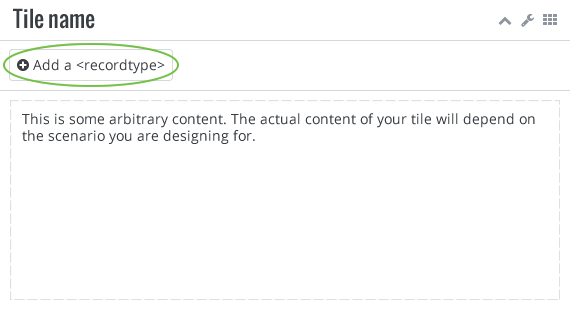 Tile name
Add a <recordtype>
This is some arbitrary content. The actual content of your tile will depend on
the scenario you are designing for.